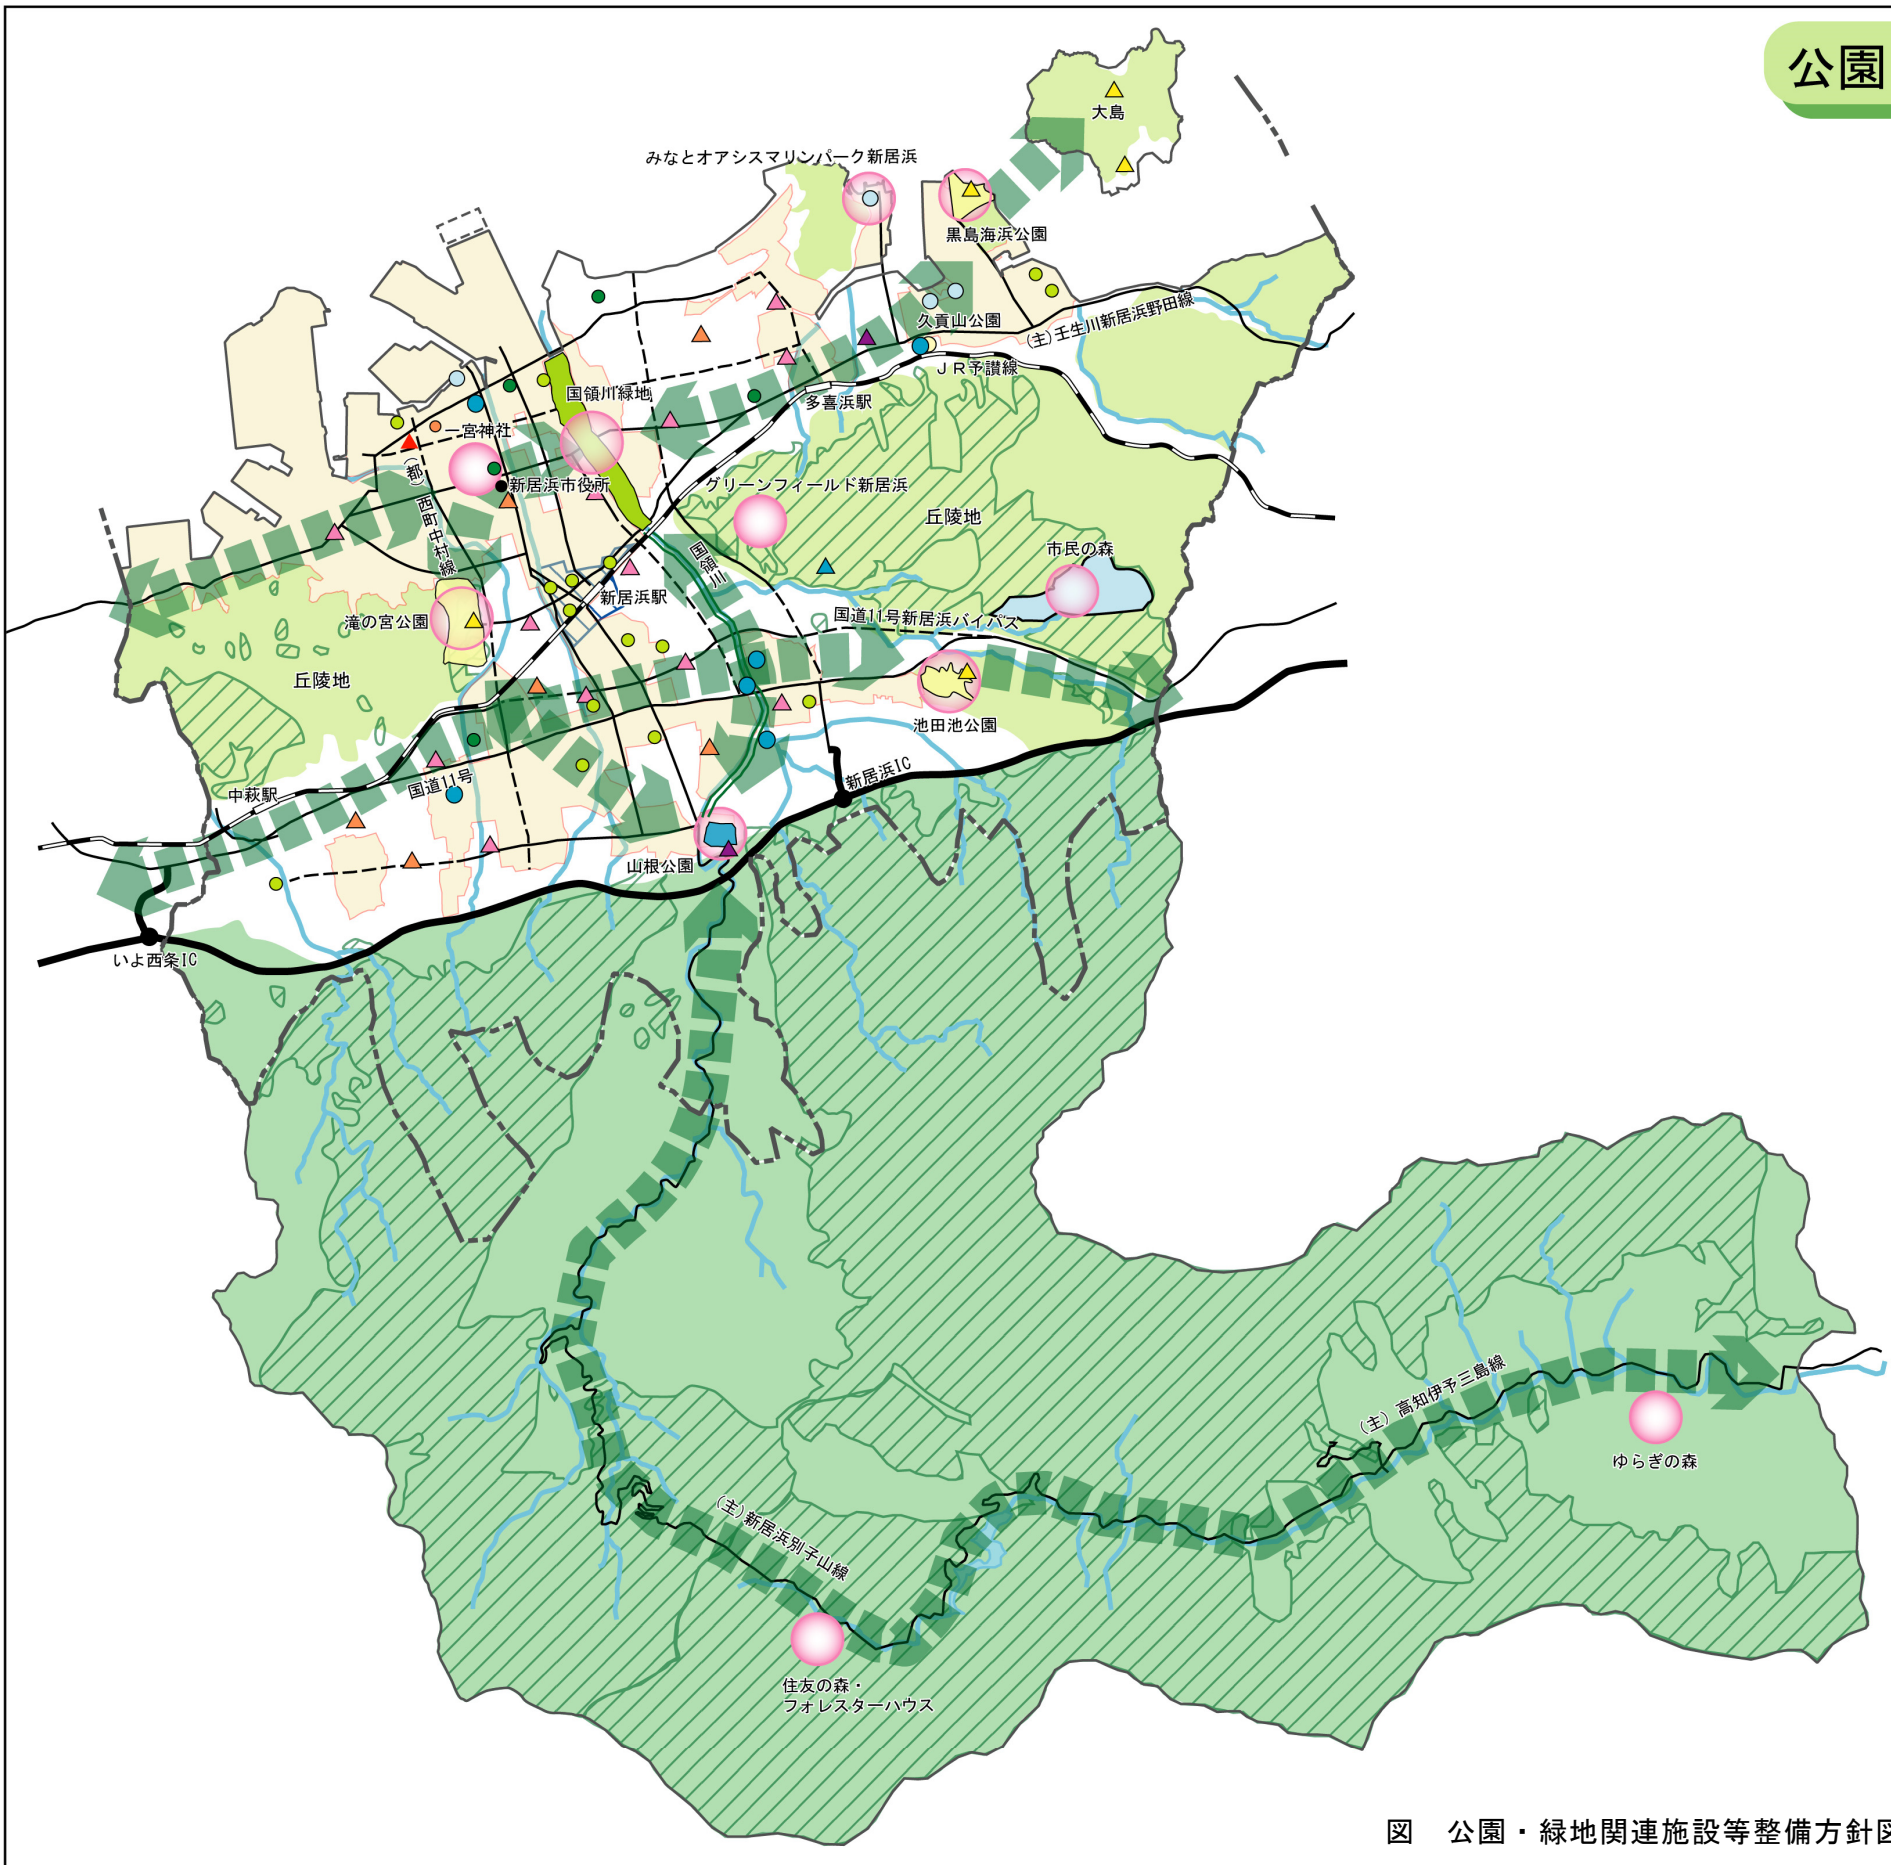 公園
大島
みなとオアシスマリンパーク新居浜
黒島海浜公園
久貢山公園
(主)壬生川新居浜野田線
JR予讃線
国領川緑地
多喜浜駅
一宮神社
(都)西町中村線
新居浜市役所
グリーンフィールド新居浜
丘陵地
国領川
市民の森
新居浜駅
滝の宮公園
国道11号新居浜バイパス
丘陵地
池田池公園
中萩駅
国道11号
新居浜IC
山根公園
いよ西条IC
(主)高知伊予三島線
ゆらぎの森
(主)新居浜別子山線
住友の森・
フォレスターハウス
図 公園・緑地関連施設等整備方針図